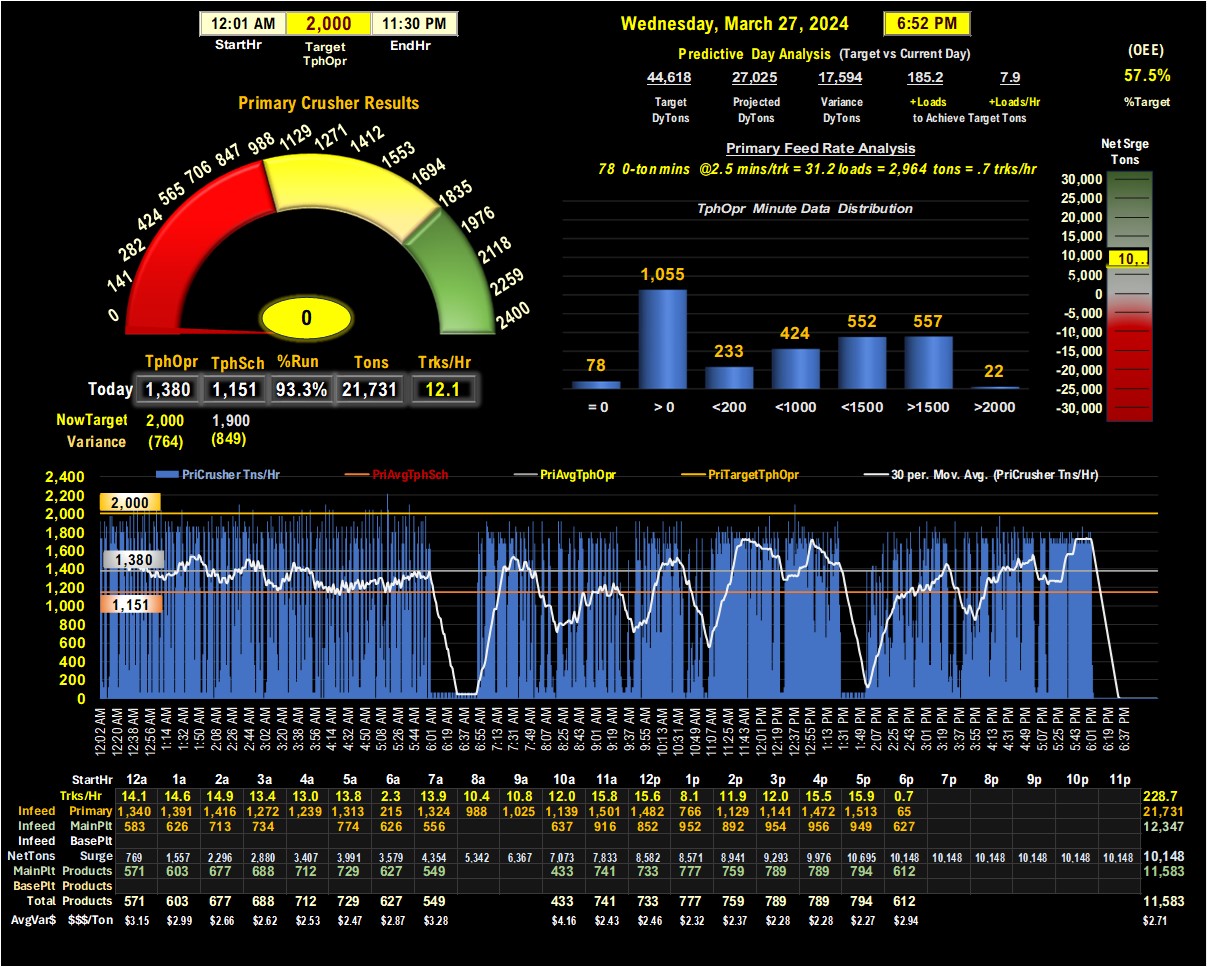 12:01 AM 2,000 11:30 PM
StartHr Target TphOpr EndHr
Wednesday, March 27, 2024 6:52 PM
Predictive Day Analysis (Target vs Current Day)
44,618 27,025 17,594 185.2 7.9
Target DyTons Projected DyTons Variance DyTons +Loads +Loads/Hr to Achieve Target Tons
(OEE)
57.5%
%Target
Primary Crusher Results
0 141 282 424 565 706 847 988 1129 1271 1412 1553 1694 1835 1976 2118 2259 2400
0
TphOpr TphSch %Run Tons Trks/Hr
Today 1,380 1,151 93.3% 21,731 12.1
NowTarget 2,000 1,900
Variance (764) (849)
Primary Feed Rate Analysis
78 0-ton mins @2.5 mins/trk = 31.2 loads = 2,964 tons = .7 trks/hr
TphOpr Minute Data Distribution
78 1,055 233 424 552 557 22
= 0 > 0 <200 <1000 <1500 >1500 >2000
Net Srge
Tons
30,000
25,000
20,000
15,000
10,000
5,000
0
-5,000
-10,000
-15,000
-20,000
-25,000
-30,000
10,..
PriCrusher Tns/Hr PriAvgTphSch PriAvgTphOpr PriTargetTphOpr 30 per. Mov. Avg. (PriCrusher Tns/Hr)
2,400
2,200
2,000
1,800
1,600
1,400
1,200
1,000
800
600
400
200
0
2,000
1,380
1,151
12:02 AM 12:20 AM 12:38 AM 12:56 AM 1:14 AM 1:32 AM 1:50 AM 2:08 AM 2:26 AM 2:44 AM 3:02 AM 3:20 AM 3:38 AM 3:56 AM 4:14 AM 4:32 AM 4:50 AM 5:08 AM 5:26 AM 5:44 AM 6:01 AM 6:19 AM 6:37 AM 6:55 AM 7:13 AM 7:31 AM 7:49 AM 8:07 AM 8:25 AM 8:43 AM 9:01 AM 9:19 AM 9:37 AM 9:55 AM 10:13 AM 10:31 AM 10:49 AM 11:07 AM 11:25 AM 11:43 AM 12:01 PM 12:19 PM 12:37 PM 12:55 PM 1:13 PM 1:31 PM 1:49 PM 2:07 PM 2:25 PM 2:43 PM 3:01 PM 3:19 PM 3:37 PM 3:55 PM 4:13 PM 4:31 PM 4:49 PM 5:07 PM 5:25 PM 5:43 PM 6:01 PM 6:19 PM 6:37 PM
StartHr 12a 1a 2a 3a 4a 5a 6a 7a 8a 9a 10a 11a 12p 1p 2p 3p 4p 5p 6p 7p 8p 9p 10p 11p
Trks/Hr 14.1 14.6 14.9 13.4 13.0 13.8 2.3 13.9 10.4 10.8 12.0 15.8 15.6 8.1 11.9 12.0 15.5 15.9 0.7 228.7
Infeed Primary 1,340 1,391 1,416 1,272 1,239 1,313 215 1,324 988 1,025 1,139 1,501 1,482 766 1,129 1,141 1,472 1,513 65 21,731
Infeed MainPlt 583 626 713 734 774 626 556 637 916 852 952 892 954 956 949 627 12,347
Infeed BasePlt
NetTons Surge 769 1,557 2,296 2,880 3,407 3,991 3,579 4,354 5,342 6,367 7,073 7,833 8,582 8,571 8,941 9,293 9,976 10,695 10,148 10,148 10,148 10,148 10,148 10,148 10,148
MainPlt Products 571 603 677 688 712 729 627 549 433 741 733 777 759 789 789 794 612 11,583
BasePlt Products
Total Products 571 603 677 688 712 729 627 549 433 741 733 777 759 789 789 794 612 11,583
AvgVar$ $$$/Ton $3.15 $2.99 $2.66 $2.62 $2.53 $2.47 $2.87 $3.28 $4.16 $2.43 $2.46 $2.32 $2.37 $2.28 $2.28 $2.27 $2.94 $2.71